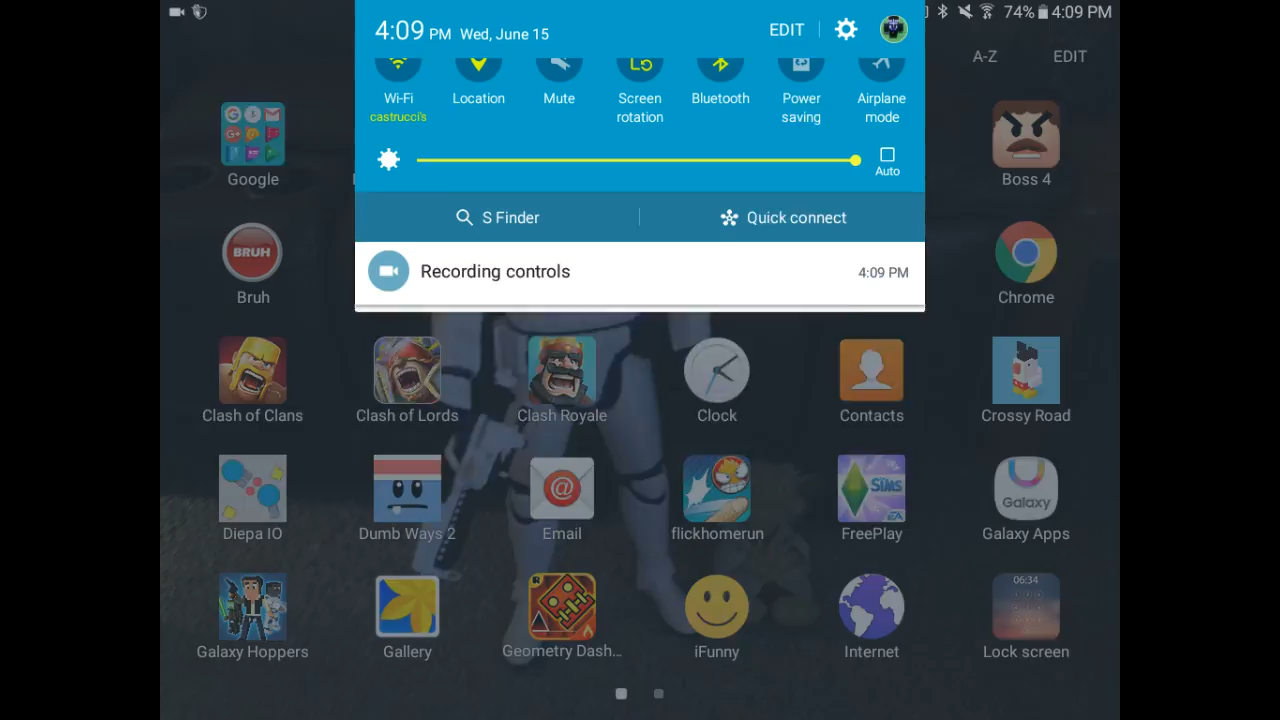 4:09 PM Wed, June 15 EDIT
74% 4:09 PM
A-Z EDIT
Wi-Fi
castrucci's
Location
Mute
Screen
rotation
Bluetooth
Power
saving
Airplane
mode
Auto
S Finder Quick connect
Recording controls 4:09 PM
Google
Boss 4
BRUH
Bruh
Chrome
Clash of Clans
Clash of Lords
Clash Royale
Clock
Contacts
Crossy Road
SIMS
EA
Galaxy
Diepa IO
Dumb Ways 2
Email
flickhomerun
FreePlay
Galaxy Apps
06:34
Galaxy Hoppers
Gallery
Geometry Dash...
iFunny
Internet
Lock screen